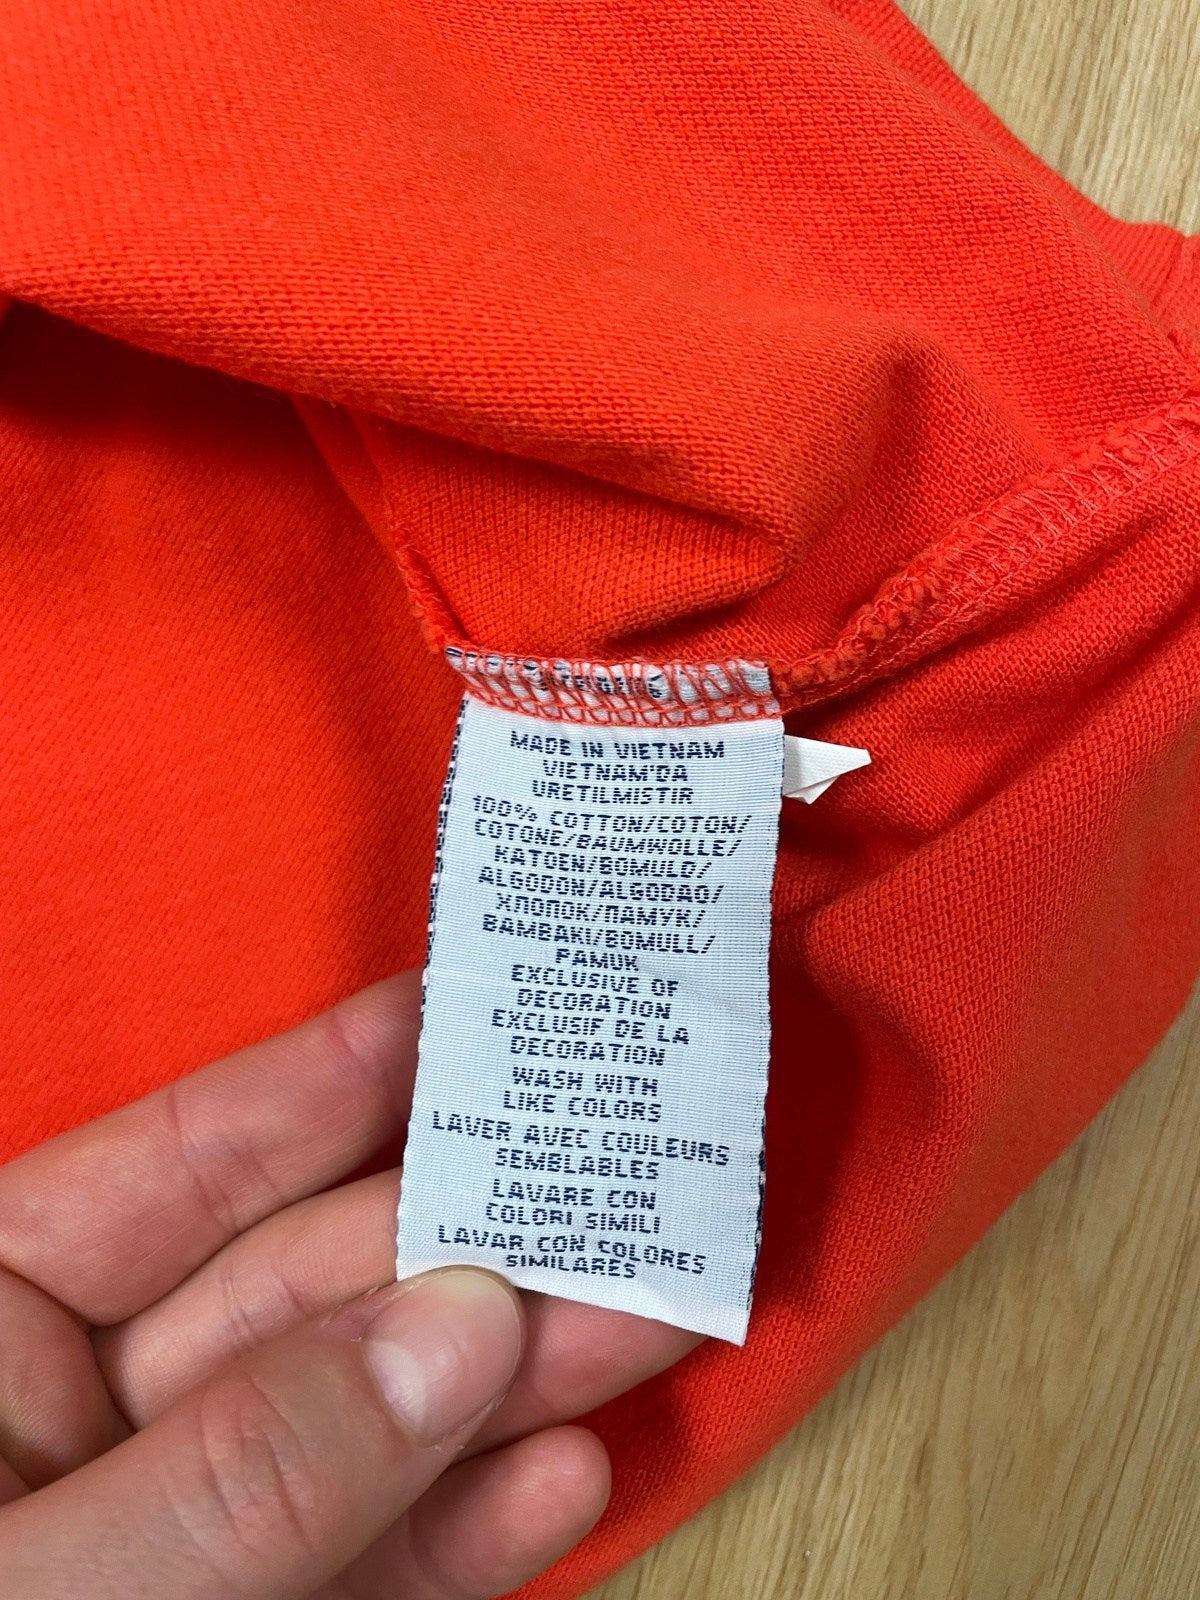 MADE IN VIETNAM
VIETNAM'DA
URETILMISTIR
100% COTTON/COTON/
COTONE/BAUMWOLLE/
KATOEN/BOMULD/
ALGODON/ALGODAO/
ХЛОПОК/ПАМУК/
BAMBAKI/BOMULL/
PAMUK
EXCLUSIVE OF
DECORATION
EXCLUSIF DE LA
DECORATION
WASH WITH
LIKE COLORS
LAVER AVEC COULEURS
SEMBLABLES
LAVARE CON
COLORI SIMILI
LAVAR CON COLORES
SIMILARES